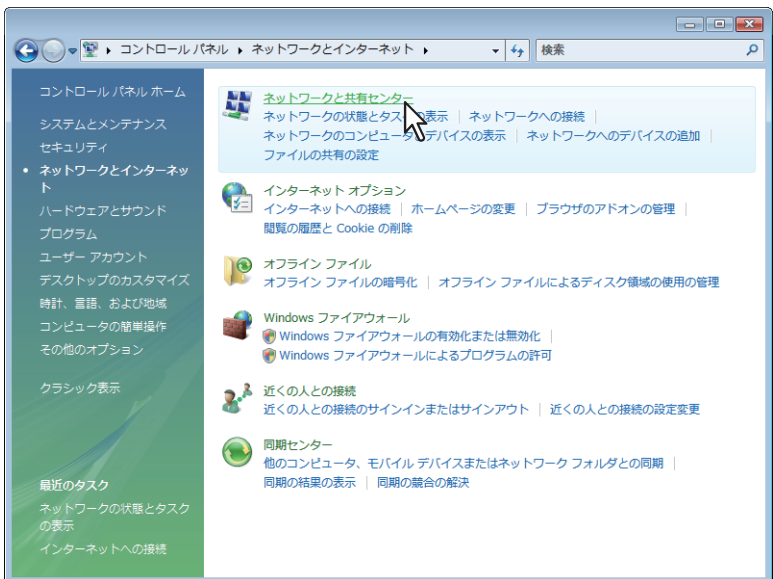 コントロール パネル ▸ ネットワークとインターネット ▸
検索
コントロール パネル ホーム
システムとメンテナンス
セキュリティ
• ネットワークとインターネッ
ト
ハードウェアとサウンド
プログラム
ユーザー アカウント
デスクトップのカスタマイズ
時計、言語、および地域
コンピュータの簡単操作
その他のオプション
クラシック表示
最近のタスク
ネットワークの状態とタスク
の表示
インターネットへの接続
ネットワークと共有センター
ネットワークの状態とタスクの表示 | ネットワークへの接続 |
ネットワークのコンピュータとデバイスの表示 | ネットワークへのデバイスの追加 |
ファイルの共有の設定
インターネット オプション
インターネットへの接続 | ホームページの変更 | ブラウザのアドオンの管理 |
閲覧の履歴と Cookie の削除
オフライン ファイル
オフライン ファイルの暗号化 | オフライン ファイルによるディスク領域の使用の管理
Windows ファイアウォール
Windows ファイアウォールの有効化または無効化 |
Windows ファイアウォールによるプログラムの許可
近くの人との接続
近くの人との接続のサインインまたはサインアウト | 近くの人との接続の設定変更
同期センター
他のコンピュータ、モバイル デバイスまたはネットワーク フォルダとの同期 |
同期の結果の表示 | 同期の競合の解決